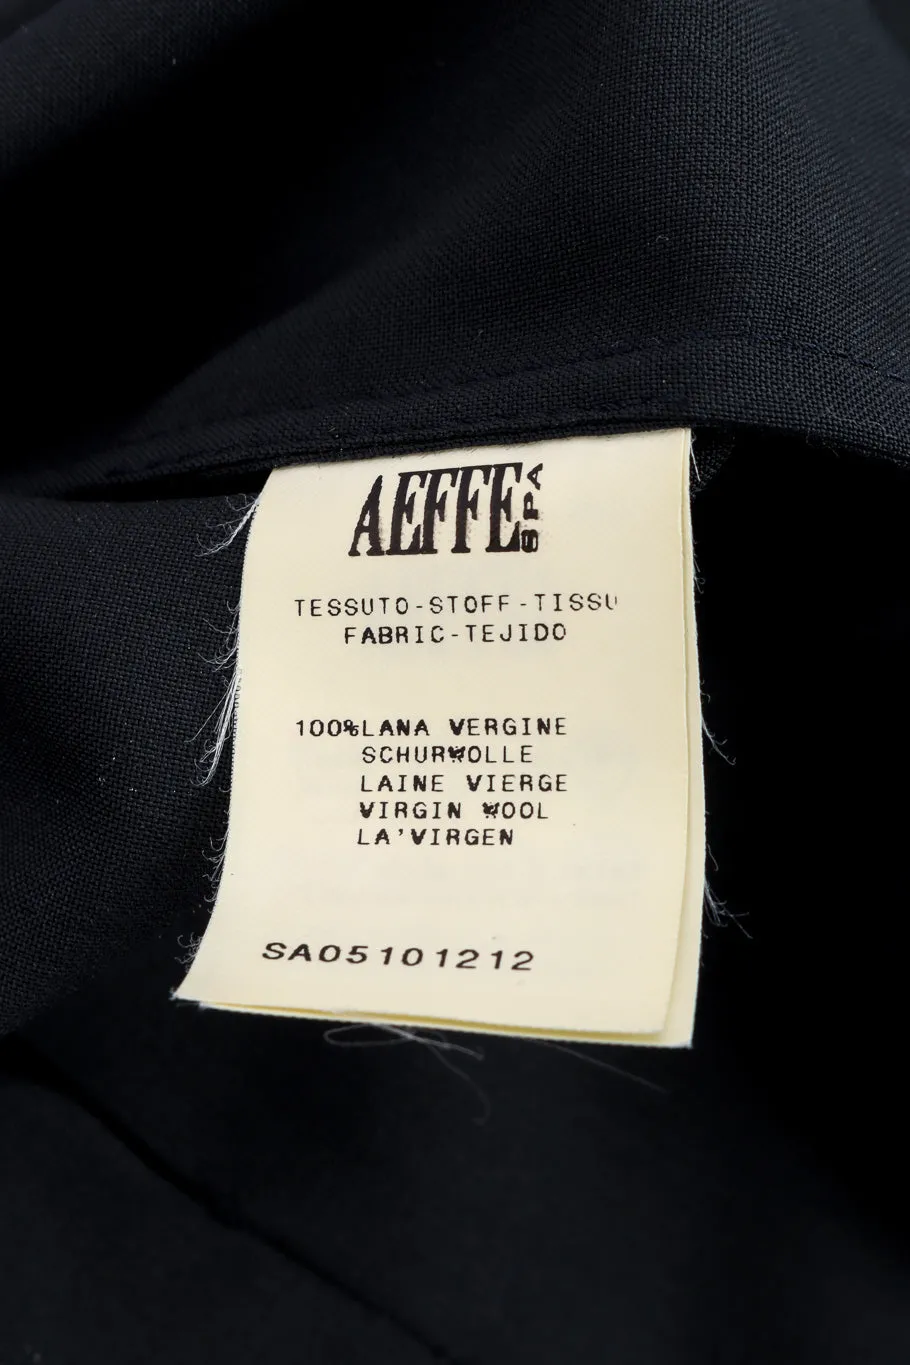 AEFFE SPA
TESSUTO-STOFF-TISSU
FABRIC-TEJIDO
100%LANA VERGINE
SCHURWOLLE
LAINE VIERGE
VIRGIN WOOL
LA'VIRGEN
SA05101212